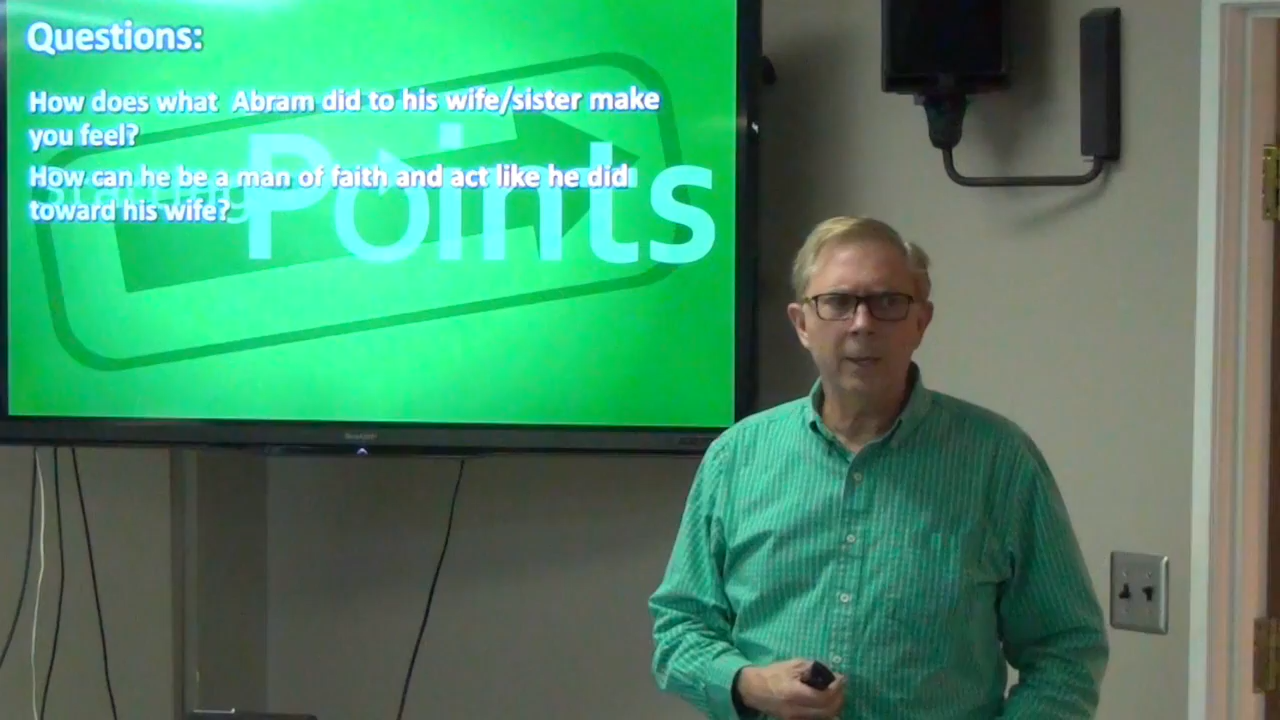 Questions:
How does what Abram did to his wife/sister make
you feel?
How can he be a man of faith and act like he did
toward his wife?
Starting
Points